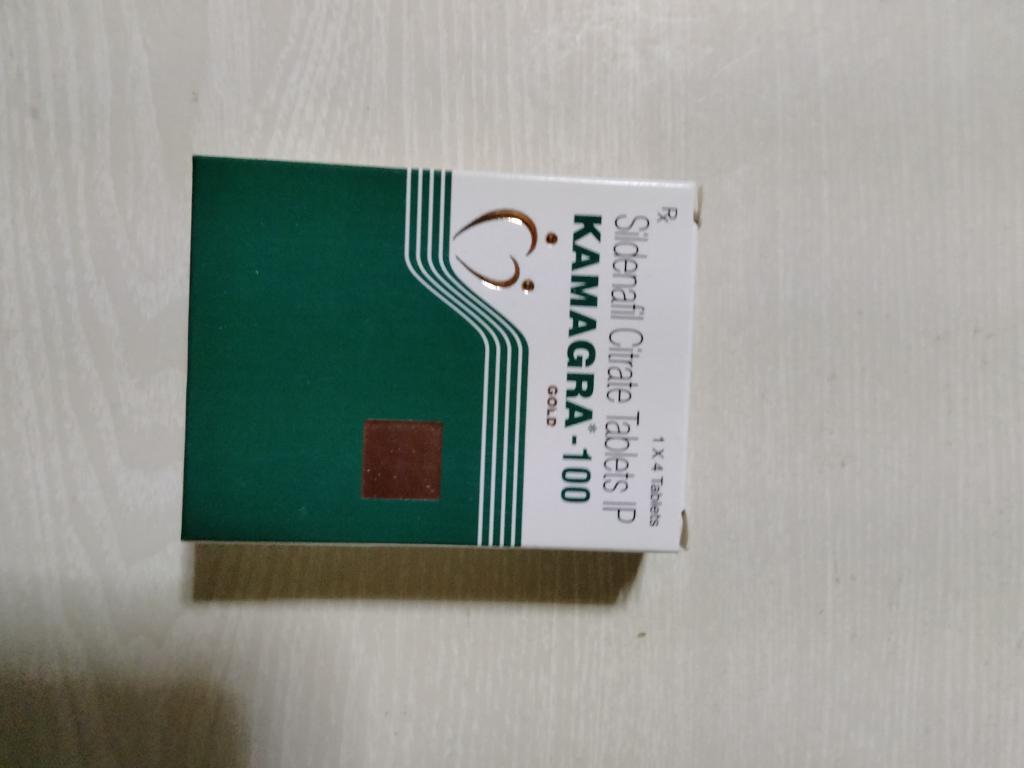 Rx
1 X 4 Tablets
Sildenafil Citrate Tablets IP
KAMAGRA*-100
GOLD